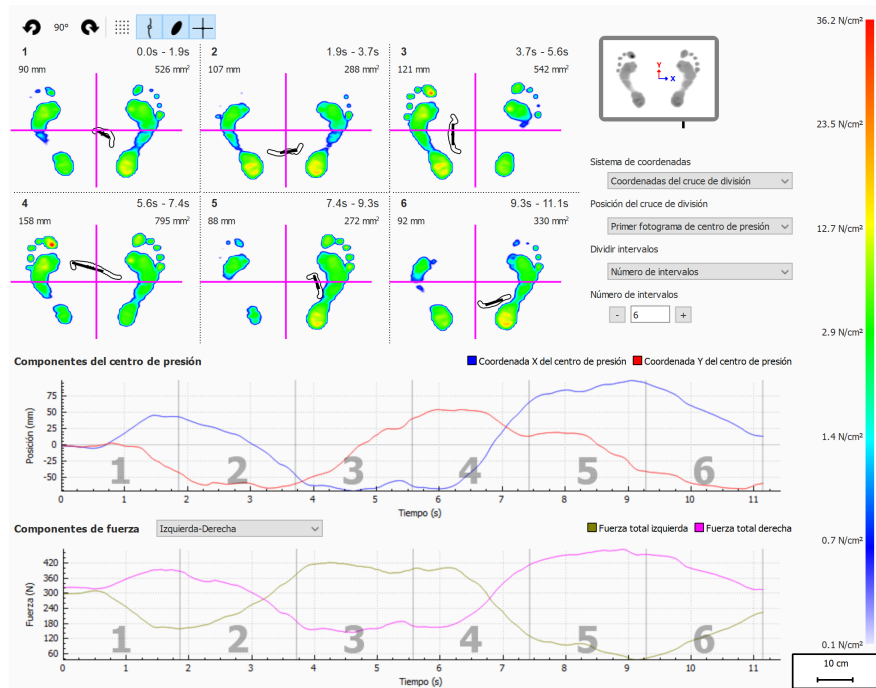 90°
1 0.0s - 1.9s
90 mm 526 mm²
2 1.9s - 3.7s
107 mm 288 mm²
3 3.7s - 5.6s
121 mm 542 mm²
4 5.6s - 7.4s
158 mm 795 mm²
5 7.4s - 9.3s
88 mm 272 mm²
6 9.3s - 11.1s
92 mm 330 mm²
Y
X
Sistema de coordenadas
Coordenadas del cruce de división
Posición del cruce de división
Primer fotograma de centro de presión
Dividir intervalos
Número de intervalos
Número de intervalos
- 6 +
36.2 N/cm²
23.5 N/cm²
12.7 N/cm²
2.9 N/cm²
1.4 N/cm²
0.7 N/cm²
0.1 N/cm²
10 cm
Componentes del centro de presión
Coordenada X del centro de presión Coordenada Y del centro de presión
Posición (mm)
75
50
25
0
-25
-50
1 2 3 4 5 6
0 1 2 3 4 5 6 7 8 9 10 11
Tiempo (s)
Componentes de fuerza Izquierda-Derecha
Fuerza total izquierda Fuerza total derecha
Fuerza (N)
420
360
300
240
180
120
60
1 2 3 4 5 6
0 1 2 3 4 5 6 7 8 9 10 11
Tiempo (s)